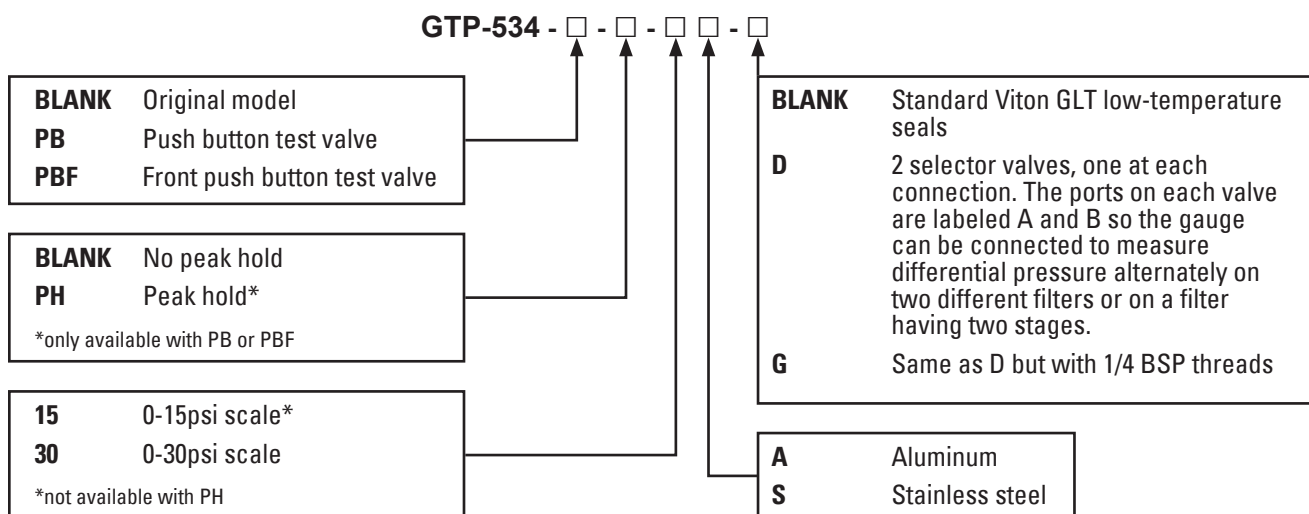 GTP-534 - □ - □ - □ □ - □
BLANK Original model
PB Push button test valve
PBF Front push button test valve
BLANK No peak hold
PH Peak hold*
*only available with PB or PBF
15 0-15psi scale*
30 0-30psi scale
*not available with PH
BLANK Standard Viton GLT low-temperature
seals
D 2 selector valves, one at each
connection. The ports on each valve
are labeled A and B so the gauge
can be connected to measure
differential pressure alternately on
two different filters or on a filter
having two stages.
G Same as D but with 1/4 BSP threads
A Aluminum
S Stainless steel